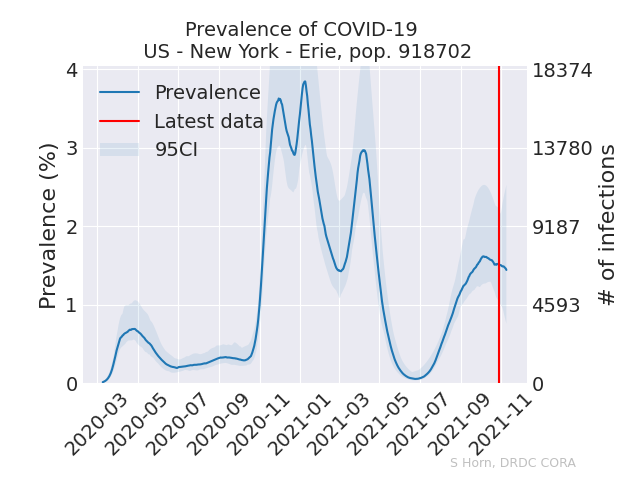 Prevalence of COVID-19
US - New York - Erie, pop. 918702
Prevalence
Latest data
95CI
Prevalence (%)
4
3
2
1
0
# of infections
18374
13780
9187
4593
0
2020-03
2020-05
2020-07
2020-09
2020-11
2021-01
2021-03
2021-05
2021-07
2021-09
2021-11
S Horn, DRDC CORA